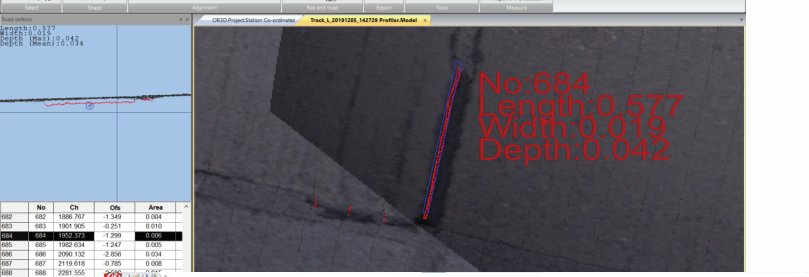 Select Snaps Alignment Rail and road Export Tools Measure
Road defects
OR3D.Project:Station Co-ordinates Track_L_20191205_142729 Profiler.Model
Length:0.577
Width:0.019
Depth (Max):0.042
Depth (Mean):0.034
No:684
Length:0.577
Width:0.019
Depth:0.042
No Ch Ofs Area
682 682 1886.767 -1.349 0.004
683 683 1901.905 -0.251 0.010
684 684 1952.373 -1.299 0.006
685 685 1982.634 -1.247 0.005
686 686 2090.132 -2.856 0.034
687 687 2119.618 -0.785 0.008
688 688 2281.555